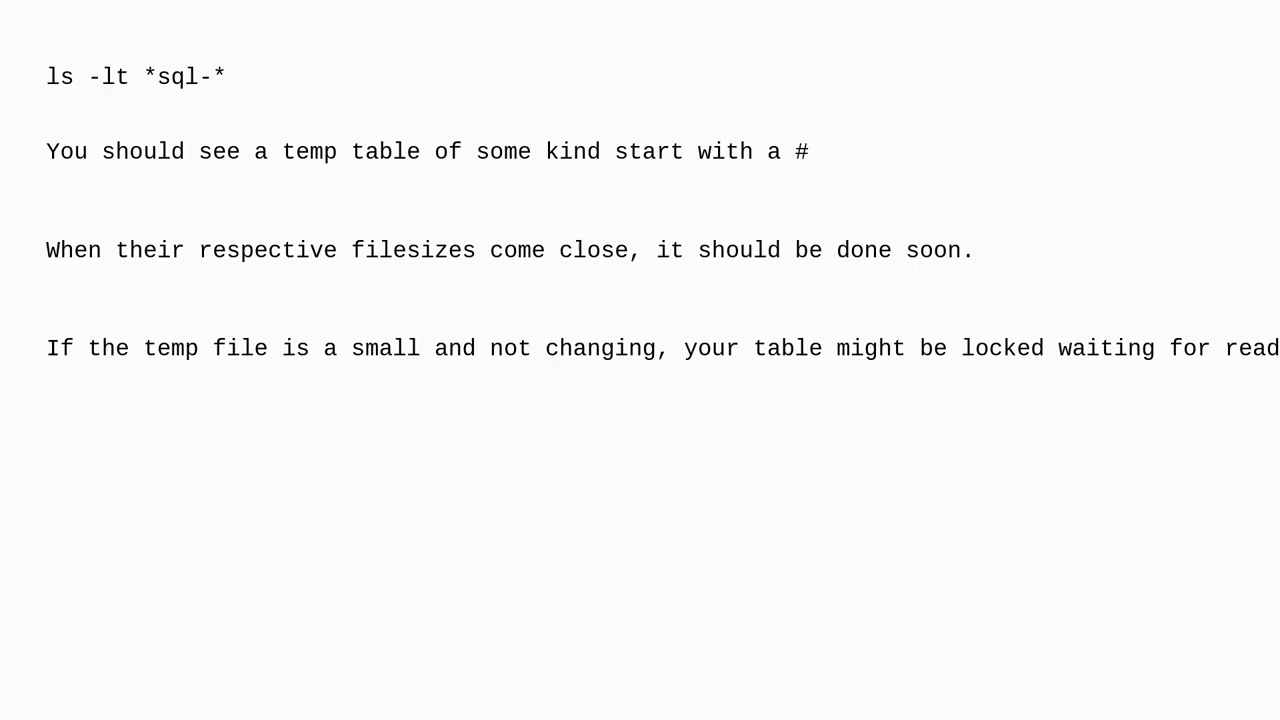 ls -lt *sql-*
You should see a temp table of some kind start with a #
When their respective filesizes come close, it should be done soon.
If the temp file is a small and not changing, your table might be locked waiting for read